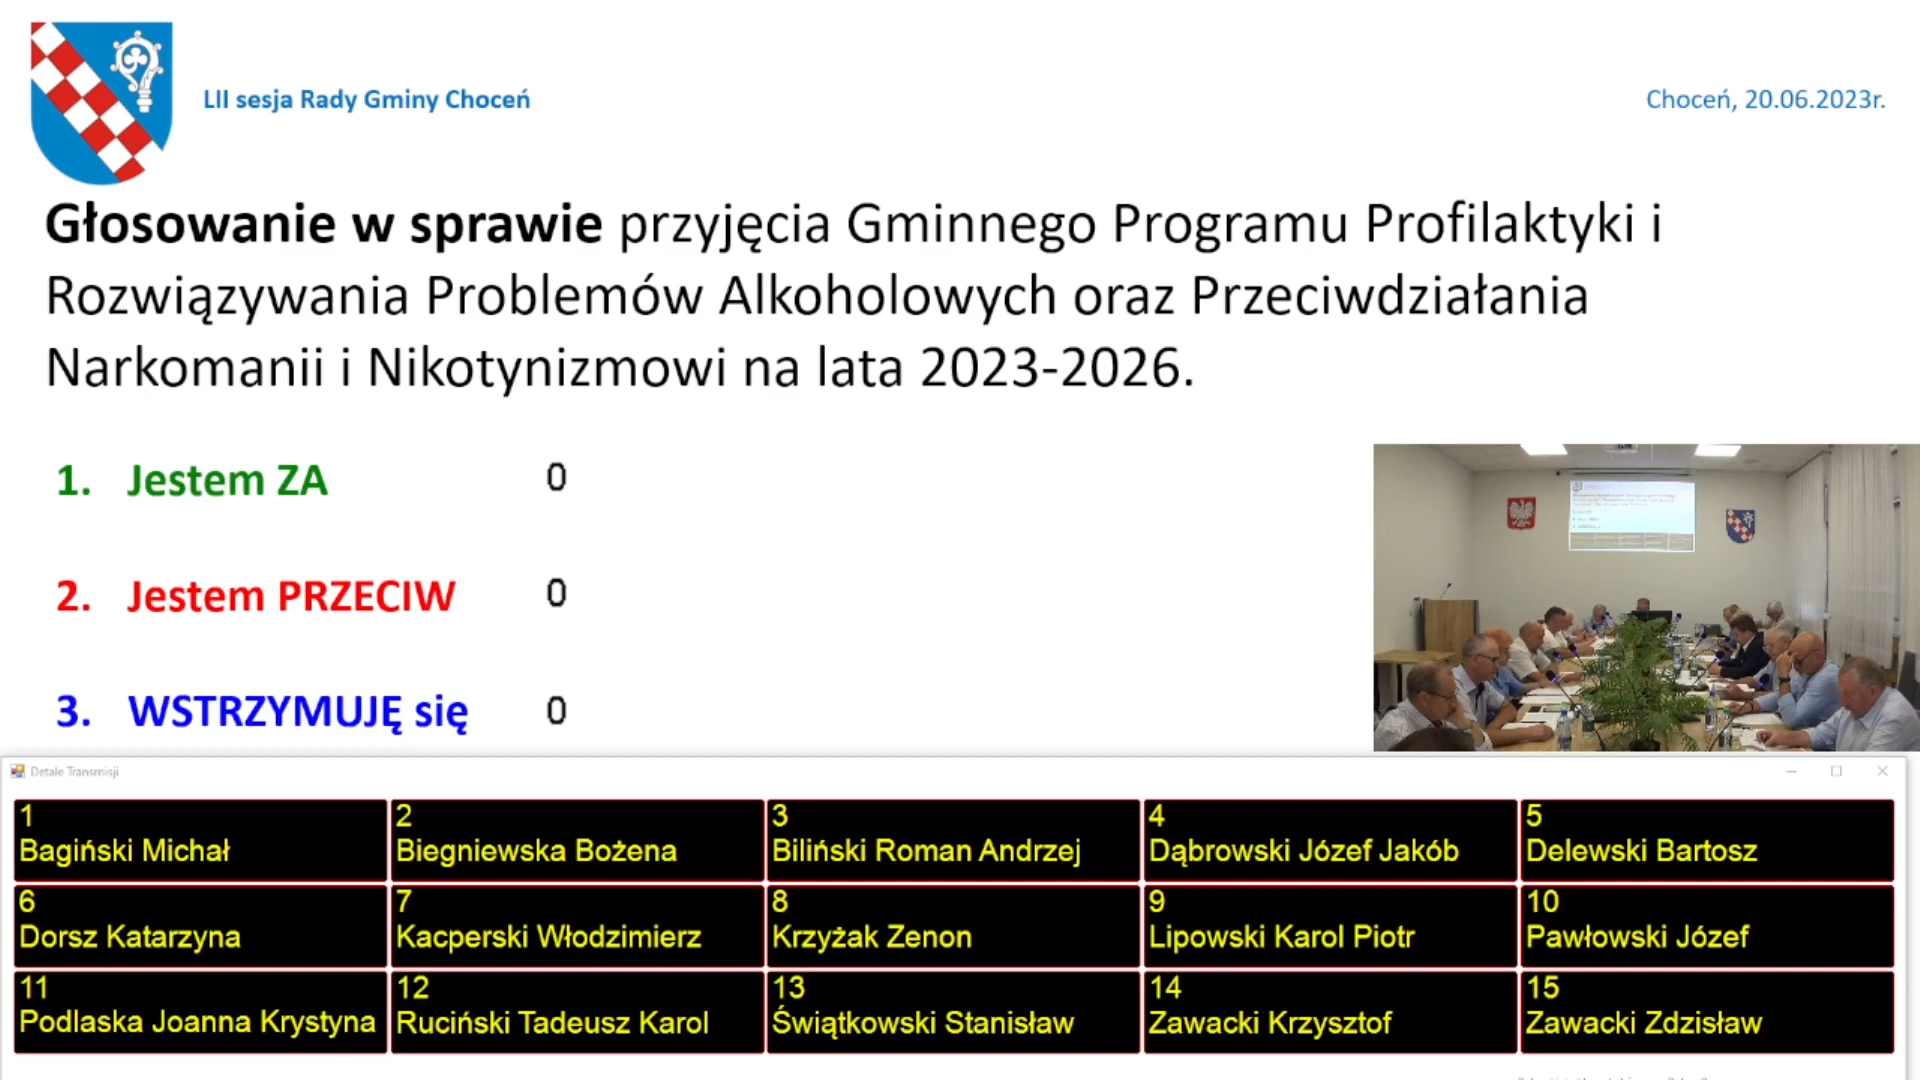 LII sesja Rady Gminy Choceń
Choceń, 20.06.2023r.
Głosowanie w sprawie przyjęcia Gminnego Programu Profilaktyki i
Rozwiązywania Problemów Alkoholowych oraz Przeciwdziałania
Narkomanii i Nikotynizmowi na lata 2023-2026.
1. Jestem ZA 0
2. Jestem PRZECIW 0
3. WSTRZYMUJĘ się 0
Detale Transmisji
1
Bagiński Michał
2
Biegniewska Bożena
3
Biliński Roman Andrzej
4
Dąbrowski Józef Jakób
5
Delewski Bartosz
6
Dorsz Katarzyna
7
Kacperski Włodzimierz
8
Krzyżak Zenon
9
Lipowski Karol Piotr
10
Pawłowski Józef
11
Podlaska Joanna Krystyna
12
Ruciński Tadeusz Karol
13
Świątkowski Stanisław
14
Zawacki Krzysztof
15
Zawacki Zdzisław